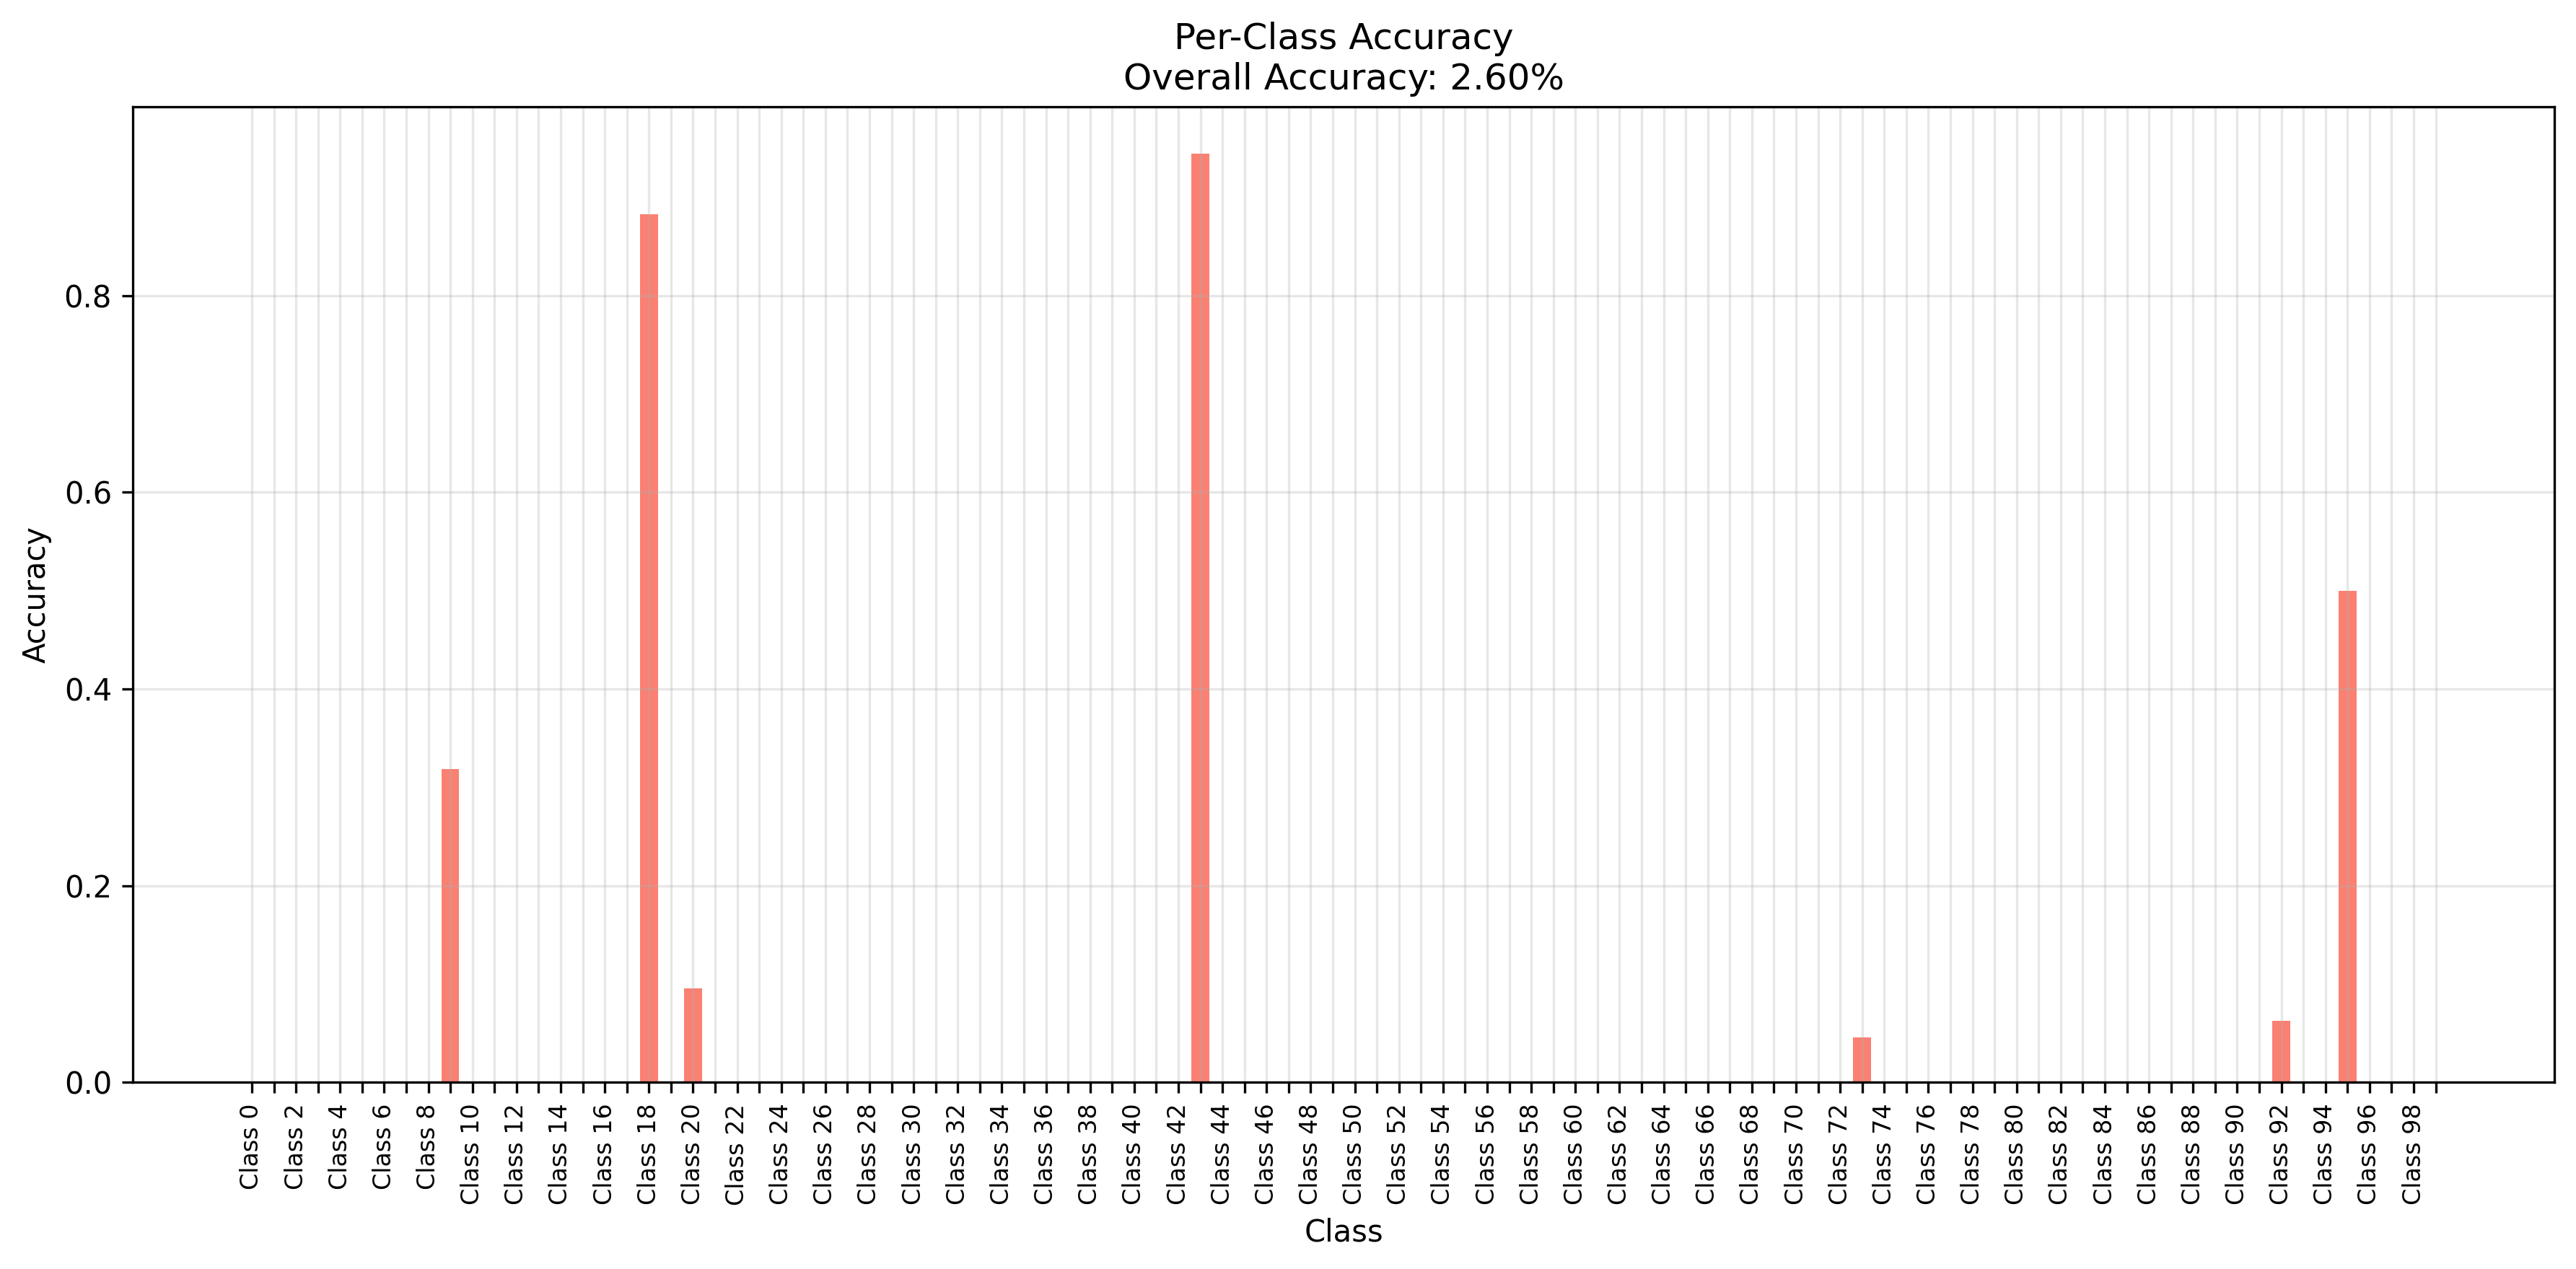 Per-Class Accuracy
Overall Accuracy: 2.60%
Accuracy
0.8
0.6
0.4
0.2
0.0
Class 0
Class 2
Class 4
Class 6
Class 8
Class 10
Class 12
Class 14
Class 16
Class 18
Class 20
Class 22
Class 24
Class 26
Class 28
Class 30
Class 32
Class 34
Class 36
Class 38
Class 40
Class 42
Class 44
Class 46
Class 48
Class 50
Class 52
Class 54
Class 56
Class 58
Class 60
Class 62
Class 64
Class 66
Class 68
Class 70
Class 72
Class 74
Class 76
Class 78
Class 80
Class 82
Class 84
Class 86
Class 88
Class 90
Class 92
Class 94
Class 96
Class 98
Class